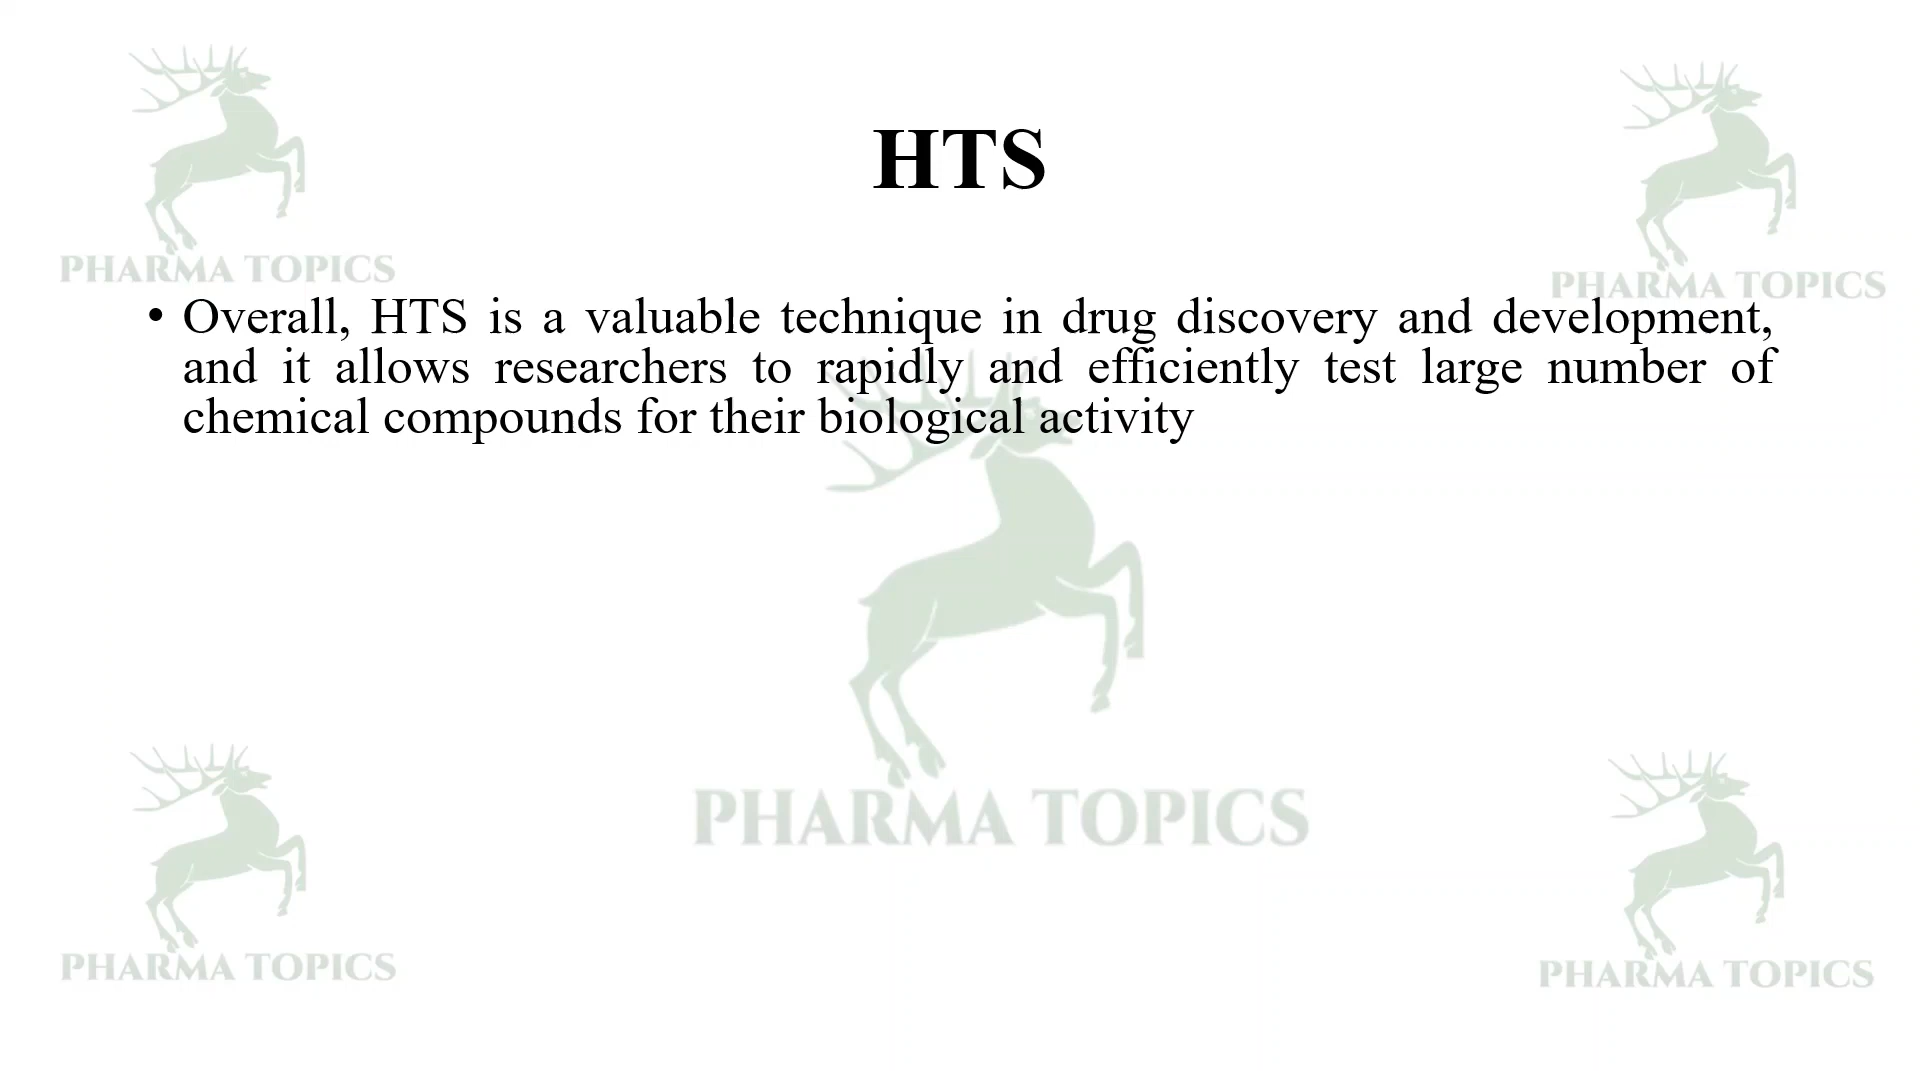 HTS
PHARMA TOPICS
PHARMA TOPICS
• Overall, HTS is a valuable technique in drug discovery and development,
and it allows researchers to rapidly and efficiently test large number of
chemical compounds for their biological activity
PHARMA TOPICS
PHARMA TOPICS
PHARMA TOPICS